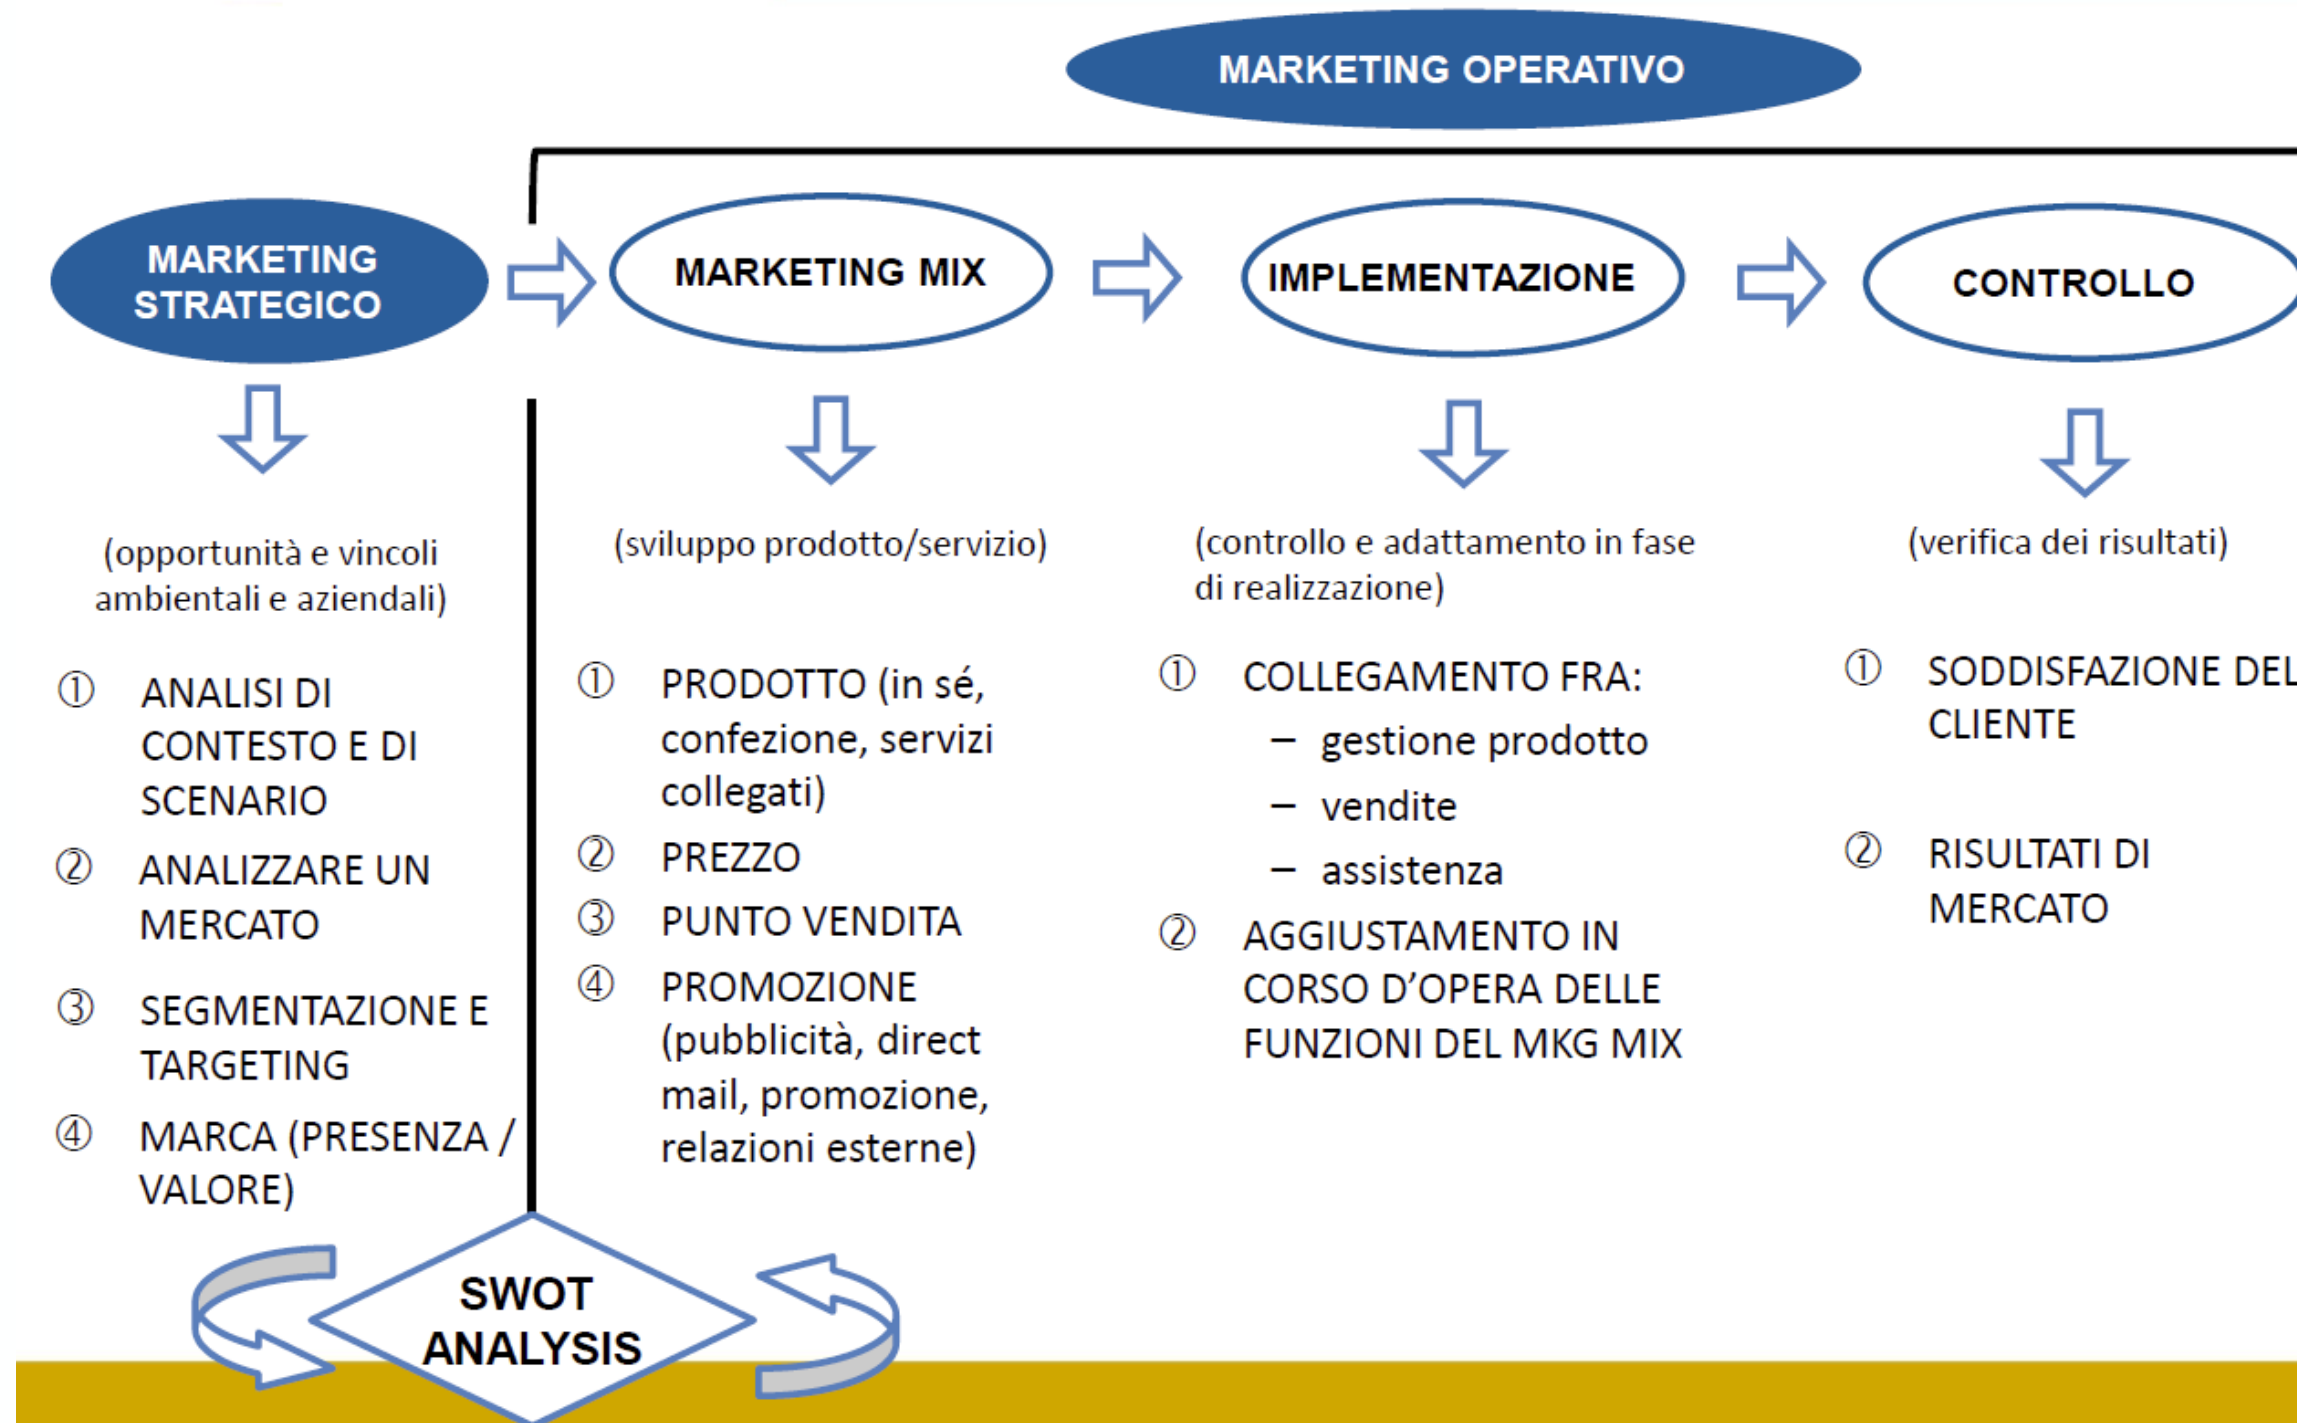 MARKETING OPERATIVO
MARKETING
STRATEGICO
MARKETING MIX
IMPLEMENTAZIONE
CONTROLLO
(opportunità e vincoli
ambientali e aziendali)
① ANALISI DI
CONTESTO E DI
SCENARIO
② ANALIZZARE UN
MERCATO
③ SEGMENTAZIONE E
TARGETING
④ MARCA (PRESENZA /
VALORE)
(sviluppo prodotto/servizio)
① PRODOTTO (in sé,
confezione, servizi
collegati)
② PREZZO
③ PUNTO VENDITA
④ PROMOZIONE
(pubblicità, direct
mail, promozione,
relazioni esterne)
(controllo e adattamento in fase
di realizzazione)
① COLLEGAMENTO FRA:
– gestione prodotto
– vendite
– assistenza
② AGGIUSTAMENTO IN
CORSO D’OPERA DELLE
FUNZIONI DEL MKG MIX
(verifica dei risultati)
① SODDISFAZIONE DEL
CLIENTE
② RISULTATI DI
MERCATO
SWOT
ANALYSIS